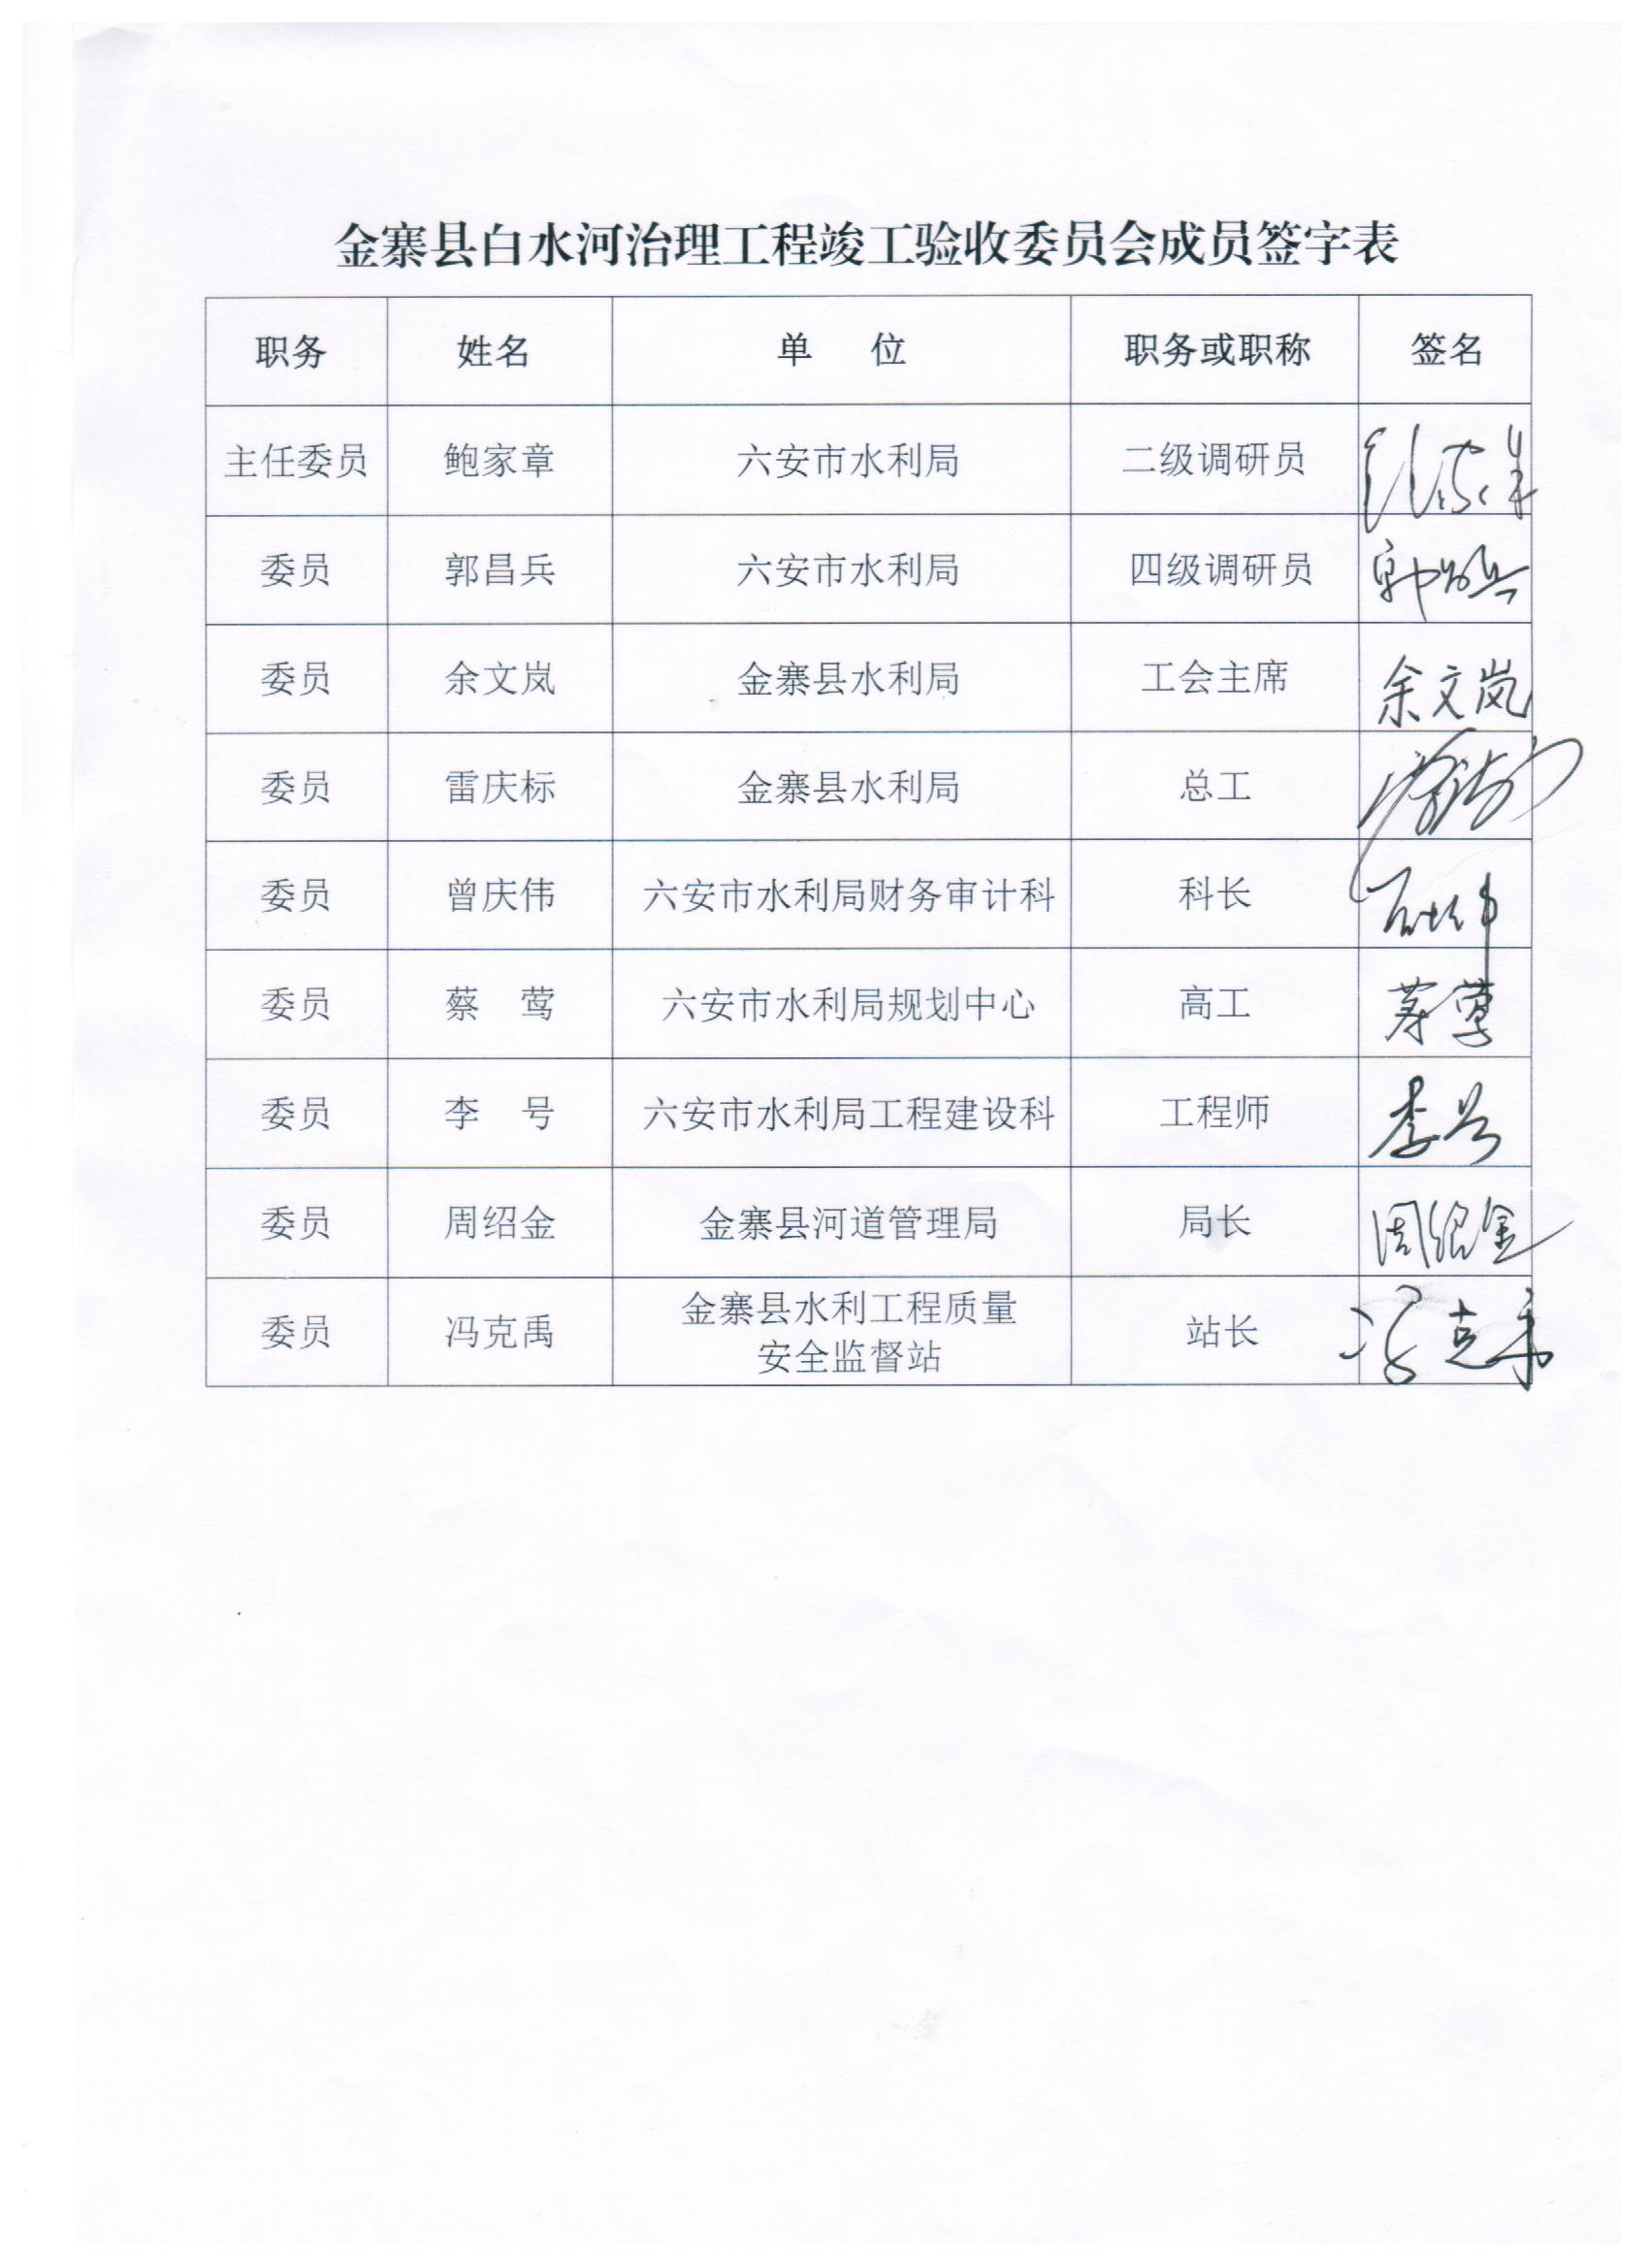 金寨县白水河治理工程竣工验收委员会成员签字表
职务 姓名 单 位 职务或职称 签名
主任委员 鲍家章 六安市水利局 二级调研员
委员 郭昌兵 六安市水利局 四级调研员 郭昌兵
委员 余文岚 金寨县水利局 工会主席 余文岚
委员 雷庆标 金寨县水利局 总工
委员 曾庆伟 六安市水利局财务审计科 科长
委员 蔡 莺 六安市水利局规划中心 高工 蔡莺
委员 李 号 六安市水利局工程建设科 工程师 李号
委员 周绍金 金寨县河道管理局 局长 周绍金
委员 冯克禹 金寨县水利工程质量 站长 冯克禹
安全监督站